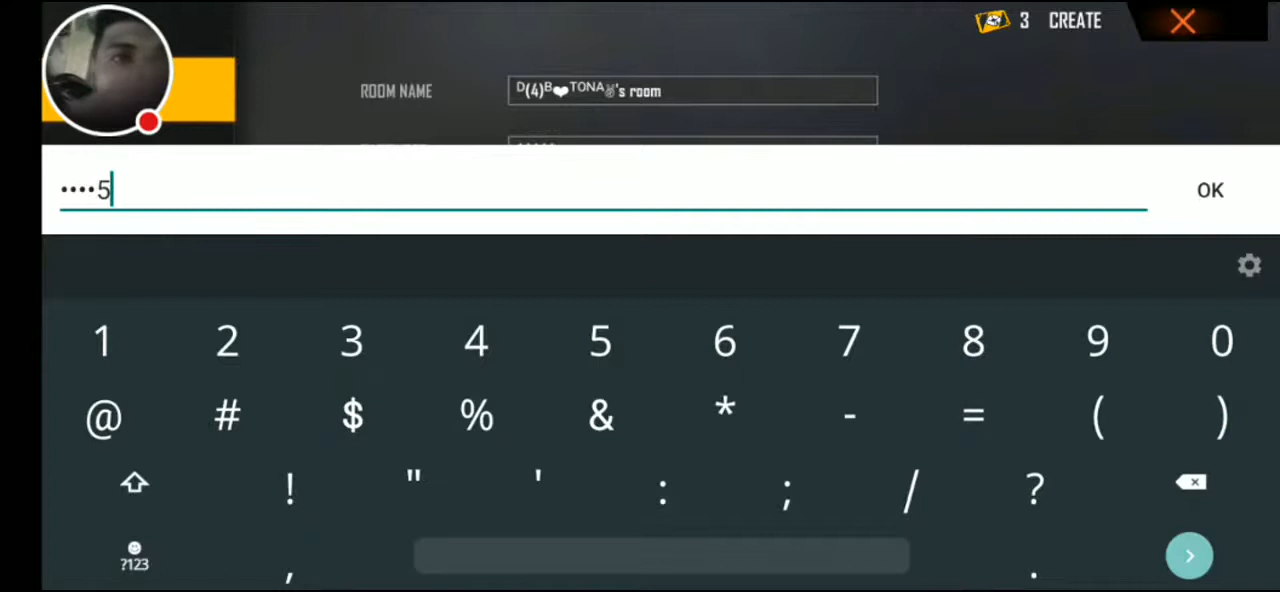 3 CREATE
ROOM NAME ᴰ(4)ᴮ❤ᵀᴼᴺᴬ✌'s room
••••5 OK
1 2 3 4 5 6 7 8 9 0
@ # $ % & * - = ( )
! " ' : ; / ?
?123 , .